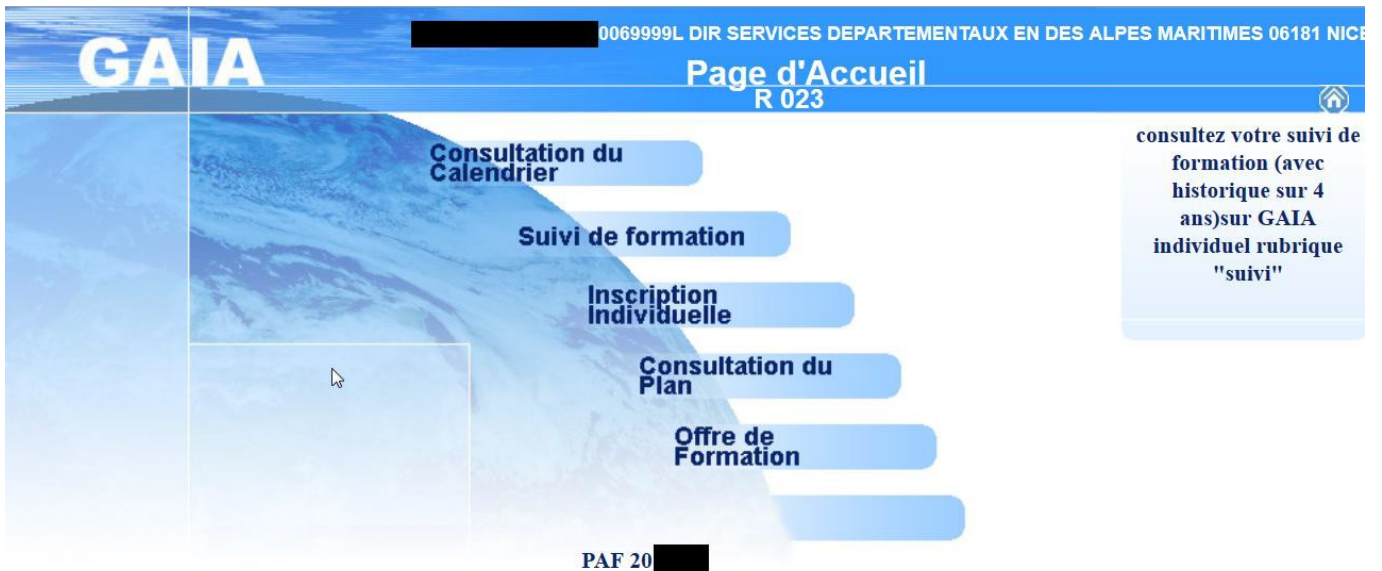 GAIA
0069999L DIR SERVICES DEPARTEMENTAUX EN DES ALPES MARITIMES 06181 NICE
Page d'Accueil
R 023
consultez votre suivi de
formation (avec
historique sur 4
ans)sur GAIA
individuel rubrique
"suivi"
Consultation du
Calendrier
Suivi de formation
Inscription
Individuelle
Consultation du
Plan
Offre de
Formation
PAF 20